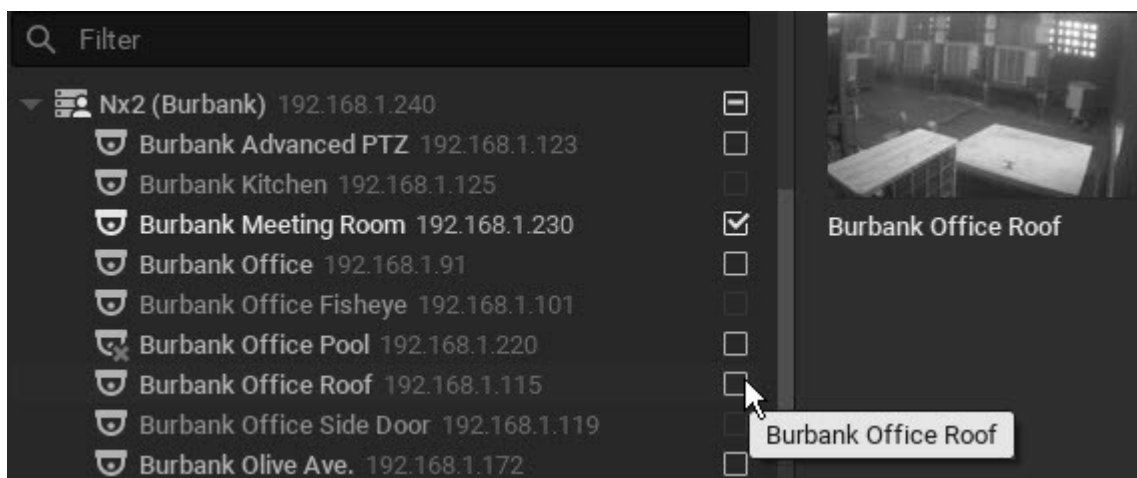 Filter
Nx2 (Burbank) 192.168.1.240
Burbank Advanced PTZ 192.168.1.123
Burbank Kitchen 192.168.1.125
Burbank Meeting Room 192.168.1.230
Burbank Office 192.168.1.91
Burbank Office Fisheye 192.168.1.101
Burbank Office Pool 192.168.1.220
Burbank Office Roof 192.168.1.115
Burbank Office Side Door 192.168.1.119
Burbank Olive Ave. 192.168.1.172
Burbank Office Roof
Burbank Office Roof